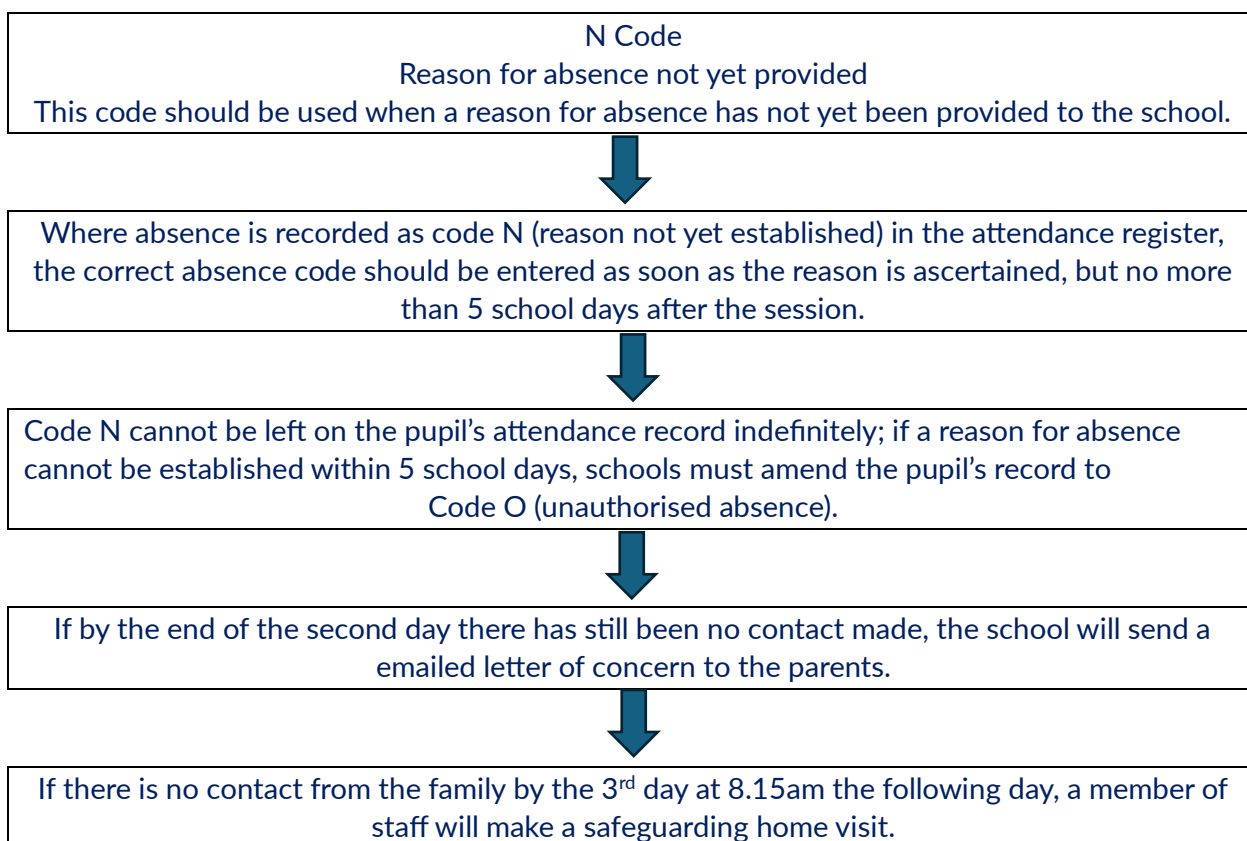 N Code
Reason for absence not yet provided
This code should be used when a reason for absence has not yet been provided to the school.
Where absence is recorded as code N (reason not yet established) in the attendance register,
the correct absence code should be entered as soon as the reason is ascertained, but no more
than 5 school days after the session.
Code N cannot be left on the pupil’s attendance record indefinitely; if a reason for absence
cannot be established within 5 school days, schools must amend the pupil’s record to
Code O (unauthorised absence).
If by the end of the second day there has still been no contact made, the school will send a
emailed letter of concern to the parents.
If there is no contact from the family by the 3rd day at 8.15am the following day, a member of
staff will make a safeguarding home visit.